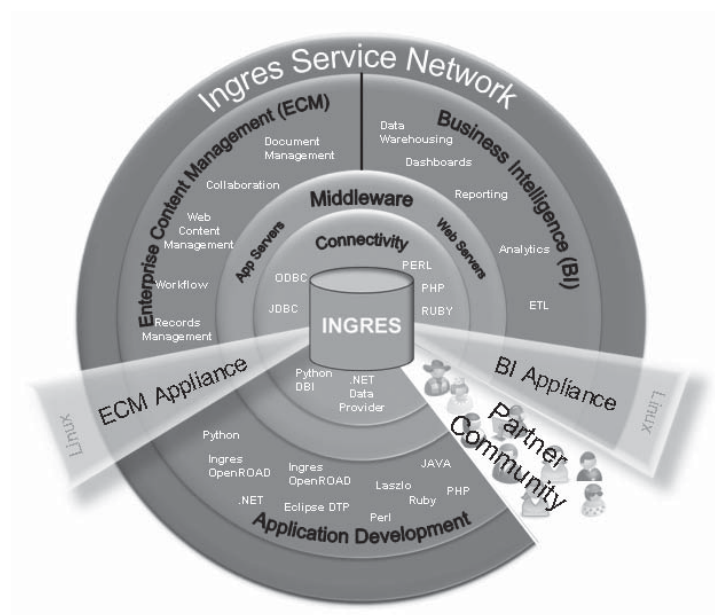 Ingres Service Network
Enterprise Content Management (ECM)
Document
Management
Collaboration
Web
Content
Management
Workflow
Records
Management
Business Intelligence (BI)
Data
Warehousing
Dashboards
Reporting
Analytics
ETL
Middleware
App Servers
Web Servers
Connectivity
ODBC
JDBC
PERL
PHP
RUBY
INGRES
Python
DBI
.NET
Data
Provider
Linux
ECM Appliance
BI Appliance
Linux
Partner
Community
Python
Ingres
OpenROAD
Ingres
OpenROAD
JAVA
Laszlo
PHP
.NET
Eclipse DTP
Ruby
Perl
Application Development